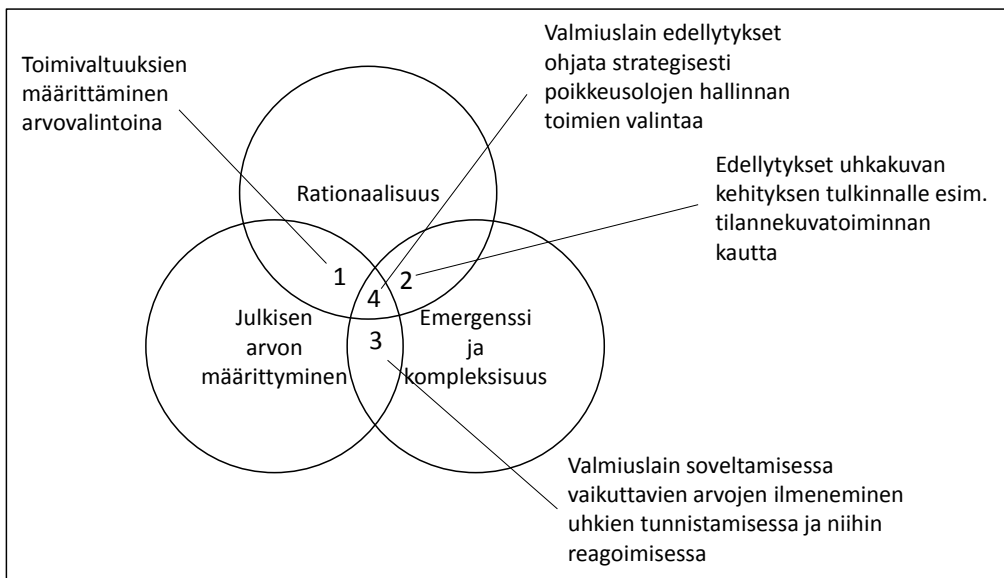 Toimivaltuuksien
määrittäminen
arvovalintoina
Valmiuslain edellytykset
ohjata strategisesti
poikkeusolojen hallinnan
toimien valintaa
Edellytykset uhkakuvan
kehityksen tulkinnalle esim.
tilannekuvatoiminnan
kautta
Rationaalisuus
1
2
4
3
Julkisen
arvon
määrittyminen
Emergenssi
ja
kompleksisuus
Valmiuslain soveltamisessa
vaikuttavien arvojen ilmeneminen
uhkien tunnistamisessa ja niihin
reagoimisessa